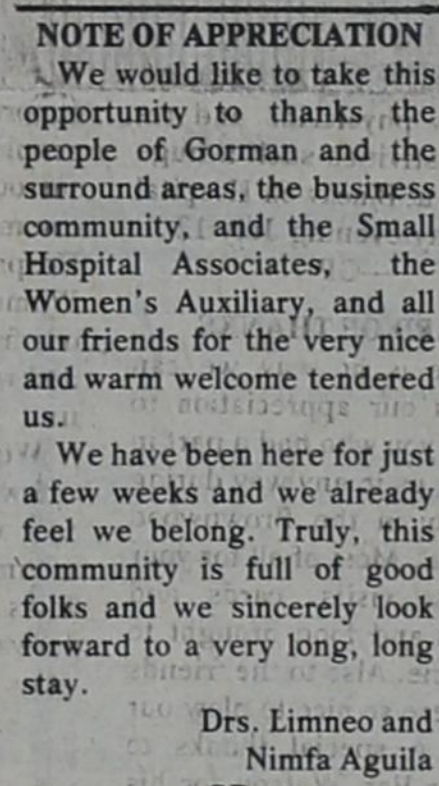 NOTE OF APPRECIATION
We would like to take this
opportunity to thanks the
people of Gorman and the
surround areas, the business
community, and the Small
Hospital Associates, the
Women's Auxiliary, and all
our friends for the very nice
and warm welcome tendered
us.
We have been here for just
a few weeks and we already
feel we belong. Truly, this
community is full of good
folks and we sincerely look
forward to a very long, long
stay.
Drs. Limneo and
Nimfa Aguila